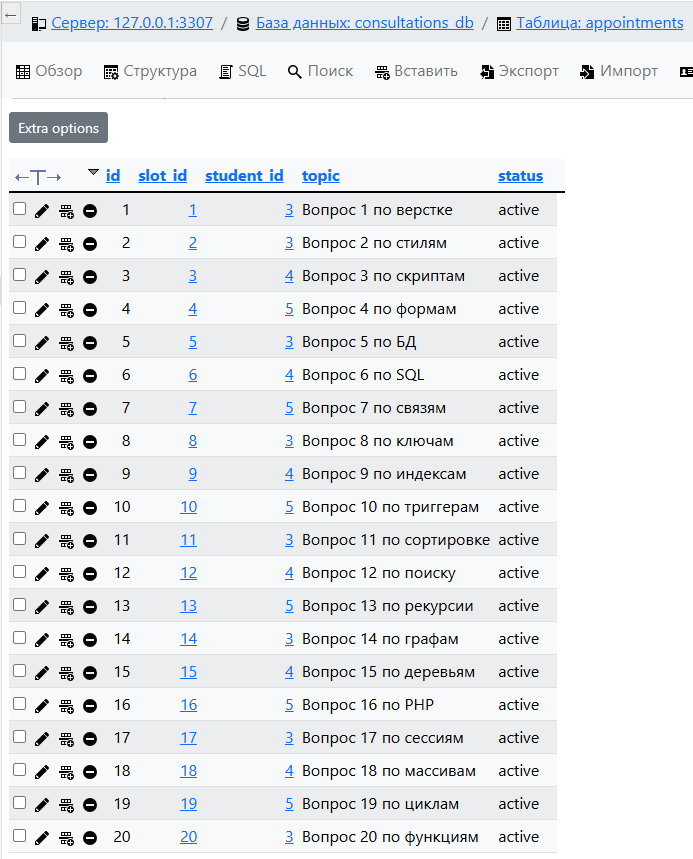 Сервер: 127.0.0.1:3307 / База данных: consultations_db / Таблица: appointments
Обзор Структура SQL Поиск Вставить Экспорт Импорт
Extra options
←T→ id slot_id student_id topic status
1 1 3 Вопрос 1 по верстке active
2 2 3 Вопрос 2 по стилям active
3 3 4 Вопрос 3 по скриптам active
4 4 5 Вопрос 4 по формам active
5 5 3 Вопрос 5 по БД active
6 6 4 Вопрос 6 по SQL active
7 7 5 Вопрос 7 по связям active
8 8 3 Вопрос 8 по ключам active
9 9 4 Вопрос 9 по индексам active
10 10 5 Вопрос 10 по триггерам active
11 11 3 Вопрос 11 по сортировке active
12 12 4 Вопрос 12 по поиску active
13 13 5 Вопрос 13 по рекурсии active
14 14 3 Вопрос 14 по графам active
15 15 4 Вопрос 15 по деревьям active
16 16 5 Вопрос 16 по PHP active
17 17 3 Вопрос 17 по сессиям active
18 18 4 Вопрос 18 по массивам active
19 19 5 Вопрос 19 по циклам active
20 20 3 Вопрос 20 по функциям active